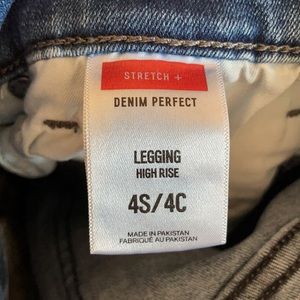 STRETCH +
DENIM PERFECT
LEGGING
HIGH RISE
4S/4C
MADE IN PAKISTAN
FABRIQUÉ AU PAKISTAN